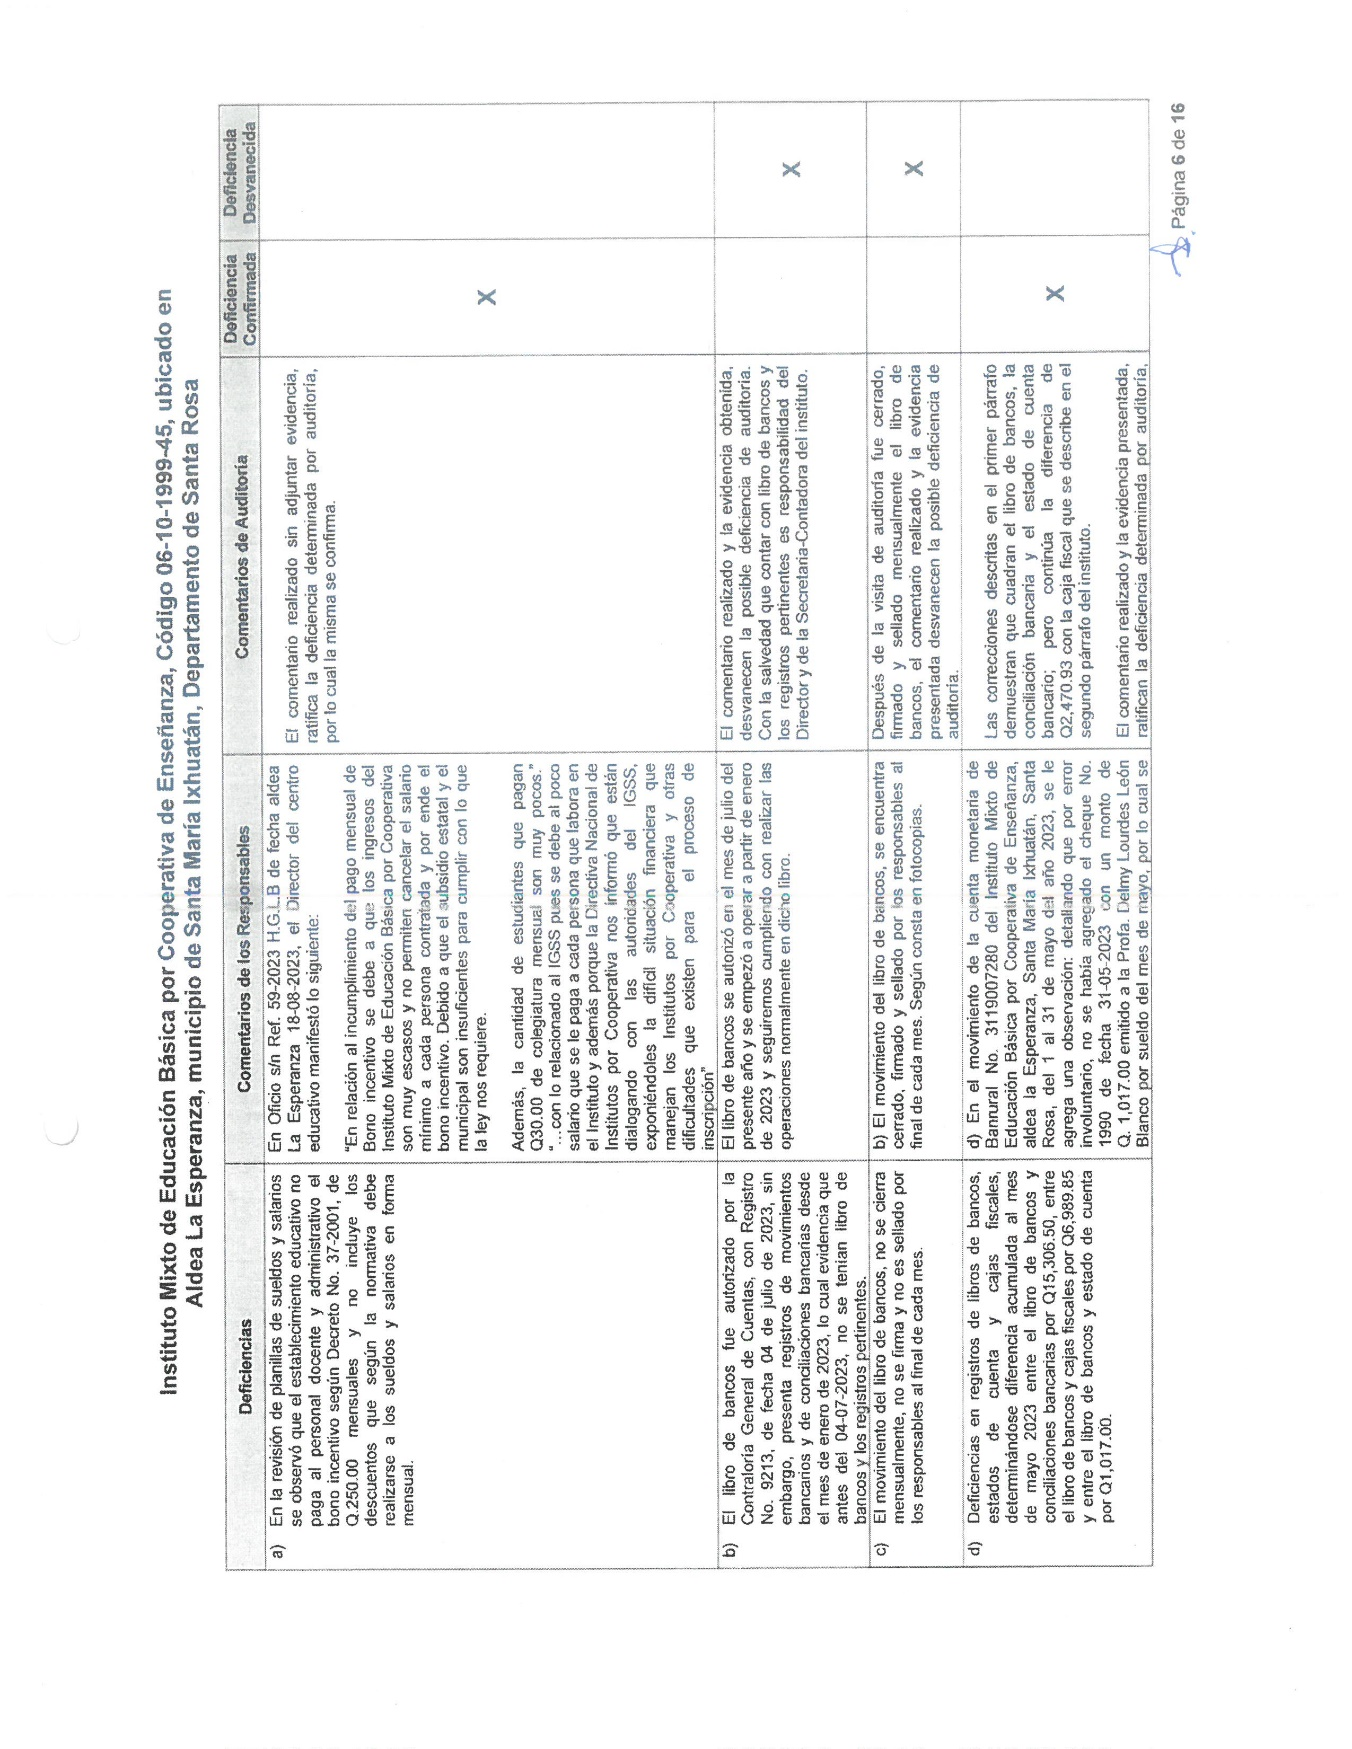 Instituto Mixto de Educación Básica por Cooperativa de Enseñanza, Código 06-10-1999-45, ubicado en
Aldea La Esperanza, municipio de Santa María Ixhuatán, Departamento de Santa Rosa
Deficiencias
Comentarios de los Responsables
Comentarios de Auditoría
Deficiencia
Confirmada
Deficiencia
Desvanecida
a) En la revisión de planillas de sueldos y salarios
se observó que el establecimiento educativo no
paga al personal docente y administrativo el
bono incentivo según Decreto No. 37-2001, de
Q.250.00 mensuales y no incluye los
descuentos que según la normativa debe
realizarse a los sueldos y salarios en forma
mensual.
En Oficio s/n Ref. 59-2023 H.G.L.B de fecha aldea
La Esperanza 18-08-2023, el Director del centro
educativo manifestó lo siguiente:
"En relación al incumplimiento del pago mensual de
Bono incentivo se debe a que los ingresos del
Instituto Mixto de Educación Básica por Cooperativa
son muy escasos y no permiten cancelar el salario
mínimo a cada persona contratada y por ende el
bono incentivo. Debido a que el subsidio estatal y el
municipal son insuficientes para cumplir con lo que
la ley nos requiere.
Además, la cantidad de estudiantes que pagan
Q30.00 de colegiatura mensual son muy pocos."
"…con lo relacionado al IGSS pues se debe al poco
salario que se le paga a cada persona que labora en
el Instituto y además porque la Directiva Nacional de
Institutos por Cooperativa nos informó que están
dialogando con las autoridades del IGSS,
exponiéndoles la difícil situación financiera que
manejan los Institutos por Cooperativa y otras
dificultades que existen para el proceso de
inscripción"
El comentario realizado sin adjuntar evidencia,
ratifica la deficiencia determinada por auditoría,
por lo cual la misma se confirma.
X
b) El libro de bancos fue autorizado por la
Contraloría General de Cuentas, con Registro
No. 9213, de fecha 04 de julio de 2023, sin
embargo, presenta registros de movimientos
bancarios y de conciliaciones bancarias desde
el mes de enero de 2023, lo cual evidencia que
antes del 04-07-2023, no se tenían libro de
bancos y los registros pertinentes.
El libro de bancos se autorizó en el mes de julio del
presente año y se empezó a operar a partir de enero
de 2023 y seguiremos cumpliendo con realizar las
operaciones normalmente en dicho libro.
El comentario realizado y la evidencia obtenida,
desvanecen la posible deficiencia de auditoría.
Con la salvedad que contar con libro de bancos y
los registros pertinentes es responsabilidad del
Director y de la Secretaria-Contadora del instituto.
X
c) El movimiento del libro de bancos, no se cierra
mensualmente, no se firma y no es sellado por
los responsables al final de cada mes.
b) El movimiento del libro de bancos, se encuentra
cerrado, firmado y sellado por los responsables al
final de cada mes. Según consta en fotocopias.
Después de la visita de auditoría fue cerrado,
firmado y sellado mensualmente el libro de
bancos, el comentario realizado y la evidencia
presentada desvanecen la posible deficiencia de
auditoría.
X
d) Deficiencias en registros de libros de bancos,
estados de cuenta y cajas fiscales,
determinándose diferencia acumulada al mes
de mayo 2023 entre el libro de bancos y
conciliaciones bancarias por Q15,306.50, entre
el libro de bancos y cajas fiscales por Q6,989.85
y entre el libro de bancos y estado de cuenta
por Q1,017.00.
d) En el movimiento de la cuenta monetaria de
Banrural No. 3119007280 del Instituto Mixto de
Educación Básica por Cooperativa de Enseñanza,
aldea la Esperanza, Santa María Ixhuatán, Santa
Rosa, del 1 al 31 de mayo del año 2023, se le
agrega una observación: detallando que por error
involuntario, no se había agregado el cheque No.
1990 de fecha 31-05-2023 con un monto de
Q. 1,017.00 emitido a la Profa. Delmy Lourdes León
Blanco por sueldo del mes de mayo, por lo cual se
Las correcciones descritas en el primer párrafo
demuestran que cuadran el libro de bancos, la
conciliación bancaria y el estado de cuenta
bancario; pero continúa la diferencia de
Q2,470.93 con la caja fiscal que se describe en el
segundo párrafo del instituto.
El comentario realizado y la evidencia presentada,
ratifican la deficiencia determinada por auditoría,
X
Página 6 de 16